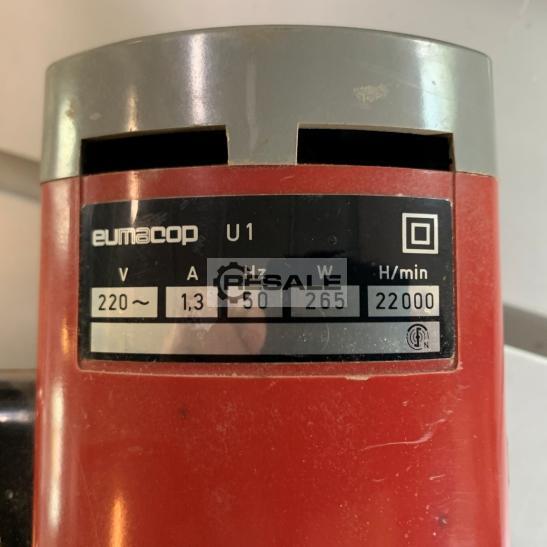 eumacop U1
V A Hz W H/min
220~ 1,3 50 265 22000
RESALE
N